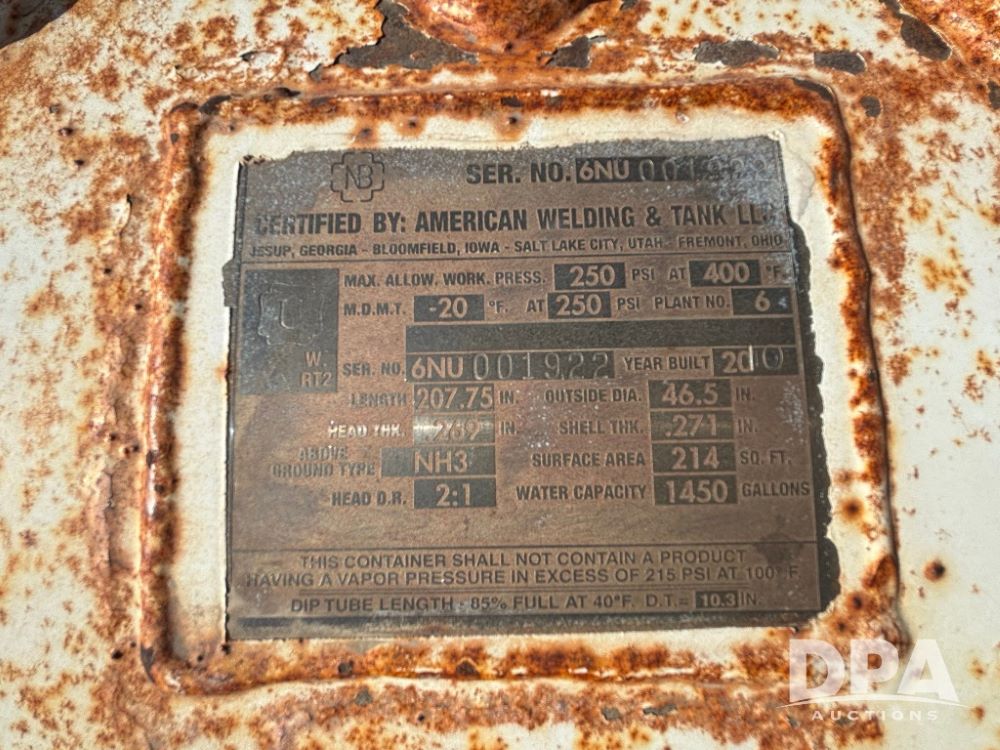 NB SER. NO. 6NU 001922
CERTIFIED BY: AMERICAN WELDING & TANK
JESUP, GEORGIA - BLOOMFIELD, IOWA - SALT LAKE CITY, UTAH - FREMONT, OHIO
U MAX. ALLOW. WORK. PRESS. 250 PSI AT 400 °F.
M.D.M.T. -20 °F. AT 250 PSI PLANT NO. 6
W.
RT2 SER. NO. 6NU 001922 YEAR BUILT 2010
LENGTH 207.75 IN. OUTSIDE DIA. 46.5 IN.
HEAD THK. IN. SHELL THK. .271 IN.
ABOVE GROUND TYPE NH3 SURFACE AREA 214 SQ. FT.
HEAD D.R. 2:1 WATER CAPACITY 1450 GALLONS
THIS CONTAINER SHALL NOT CONTAIN A PRODUCT
HAVING A VAPOR PRESSURE IN EXCESS OF 215 PSI AT 100° F.
DIP TUBE LENGTH - 85% FULL AT 40°F. D.T.= 10.3 IN.
DPA
AUCTIONS